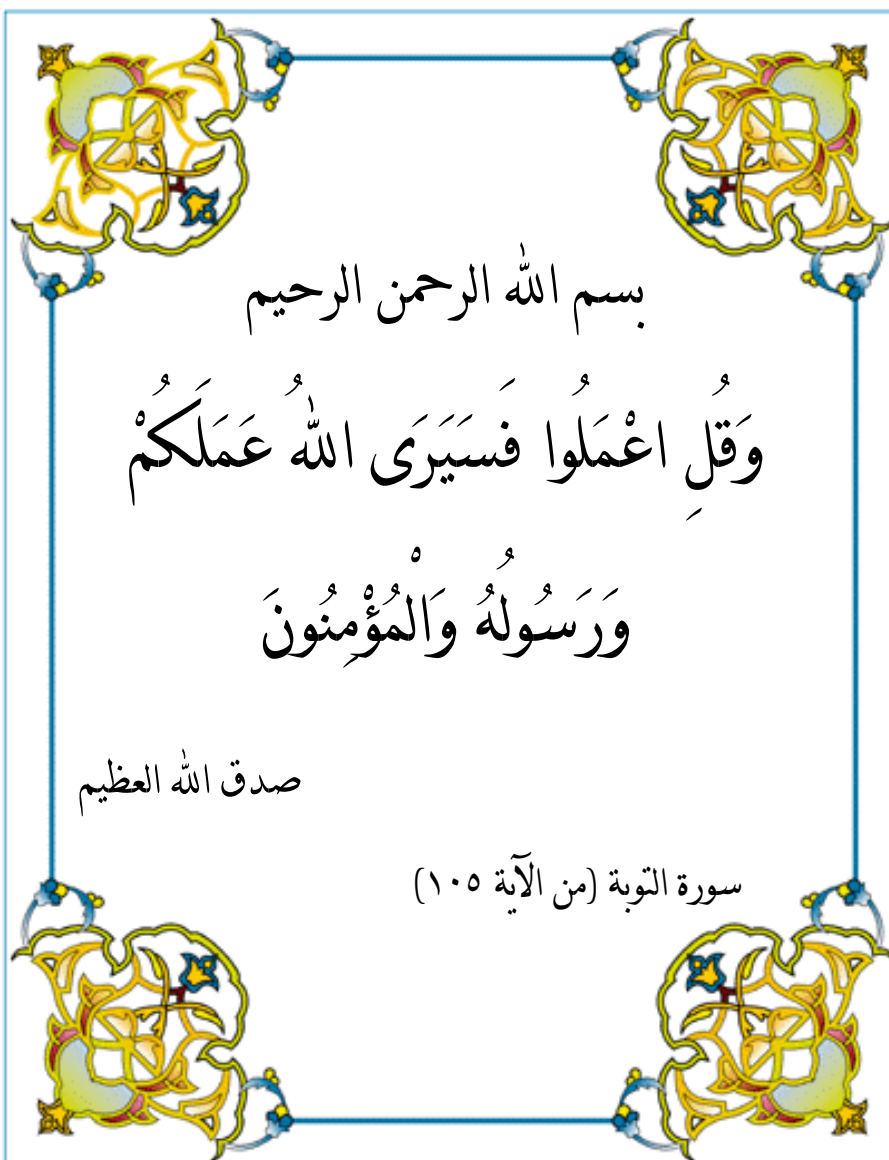 بسم الله الرحمن الرحيم
وَقُلِ اعْمَلُوا فَسَيَرَى اللهُ عَمَلَكُمْ
وَرَسُولُهُ وَالْمُؤْمِنُونَ
صدق الله العظيم
سورة التوبة (من الآية ١٠٥)